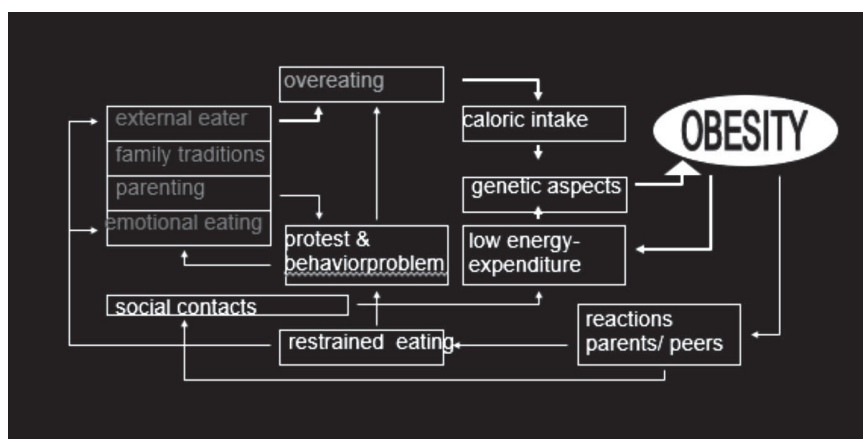 overeating
external eater
family traditions
parenting
emotional eating
caloric intake
OBESITY
genetic aspects
protest &
behaviorproblem
low energy-
expenditure
social contacts
restrained eating
reactions
parents/ peers